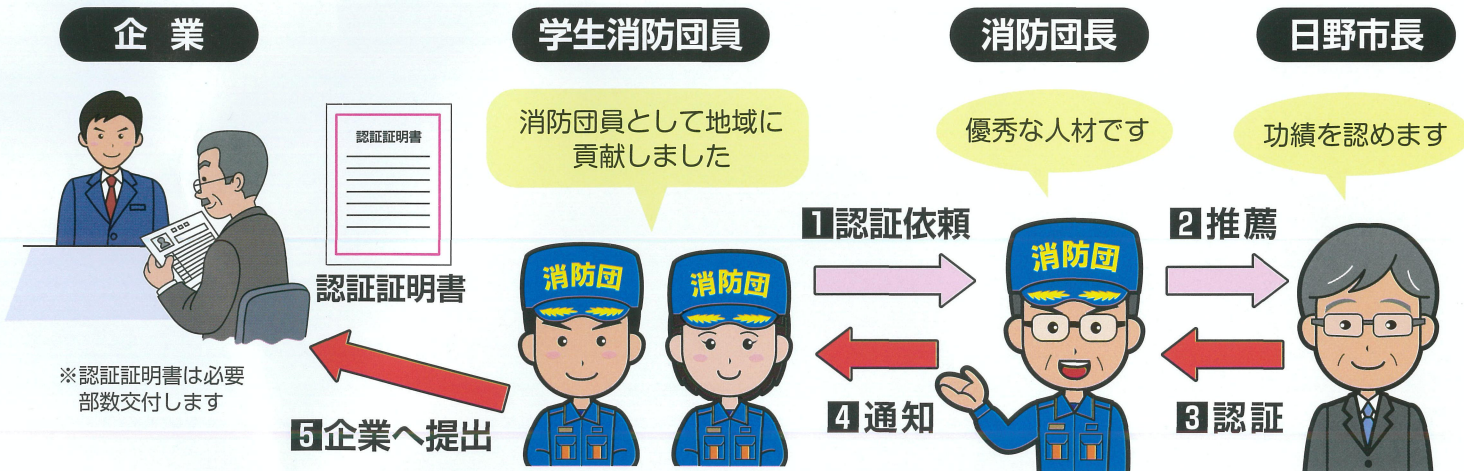 企業
学生消防団員
消防団長
日野市長
認証証明書
消防団員として地域に
貢献しました
優秀な人材です
功績を認めます
1認証依頼
2推薦
消防団
消防団
消防団
認証証明書
※認証証明書は必要
部数交付します
5企業へ提出
4通知
3認証